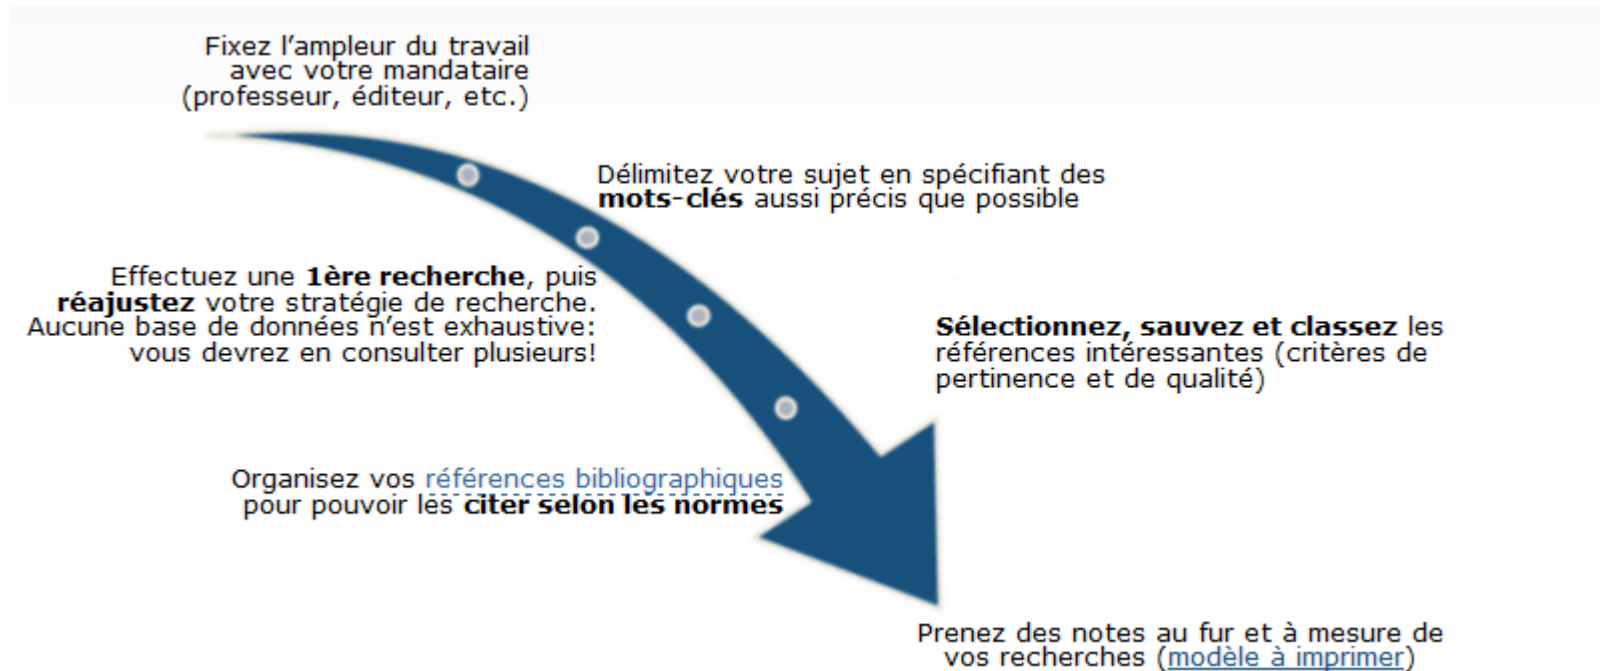 Fixez l'ampleur du travail
avec votre mandataire
(professeur, éditeur, etc.)
Délimitez votre sujet en spécifiant des
mots-clés aussi précis que possible
Effectuez une 1ère recherche, puis
réajustez votre stratégie de recherche.
Aucune base de données n'est exhaustive:
vous devrez en consulter plusieurs!
Sélectionnez, sauvez et classez les
références intéressantes (critères de
pertinence et de qualité)
Organisez vos références bibliographiques
pour pouvoir les citer selon les normes
Prenez des notes au fur et à mesure de
vos recherches (modèle à imprimer)